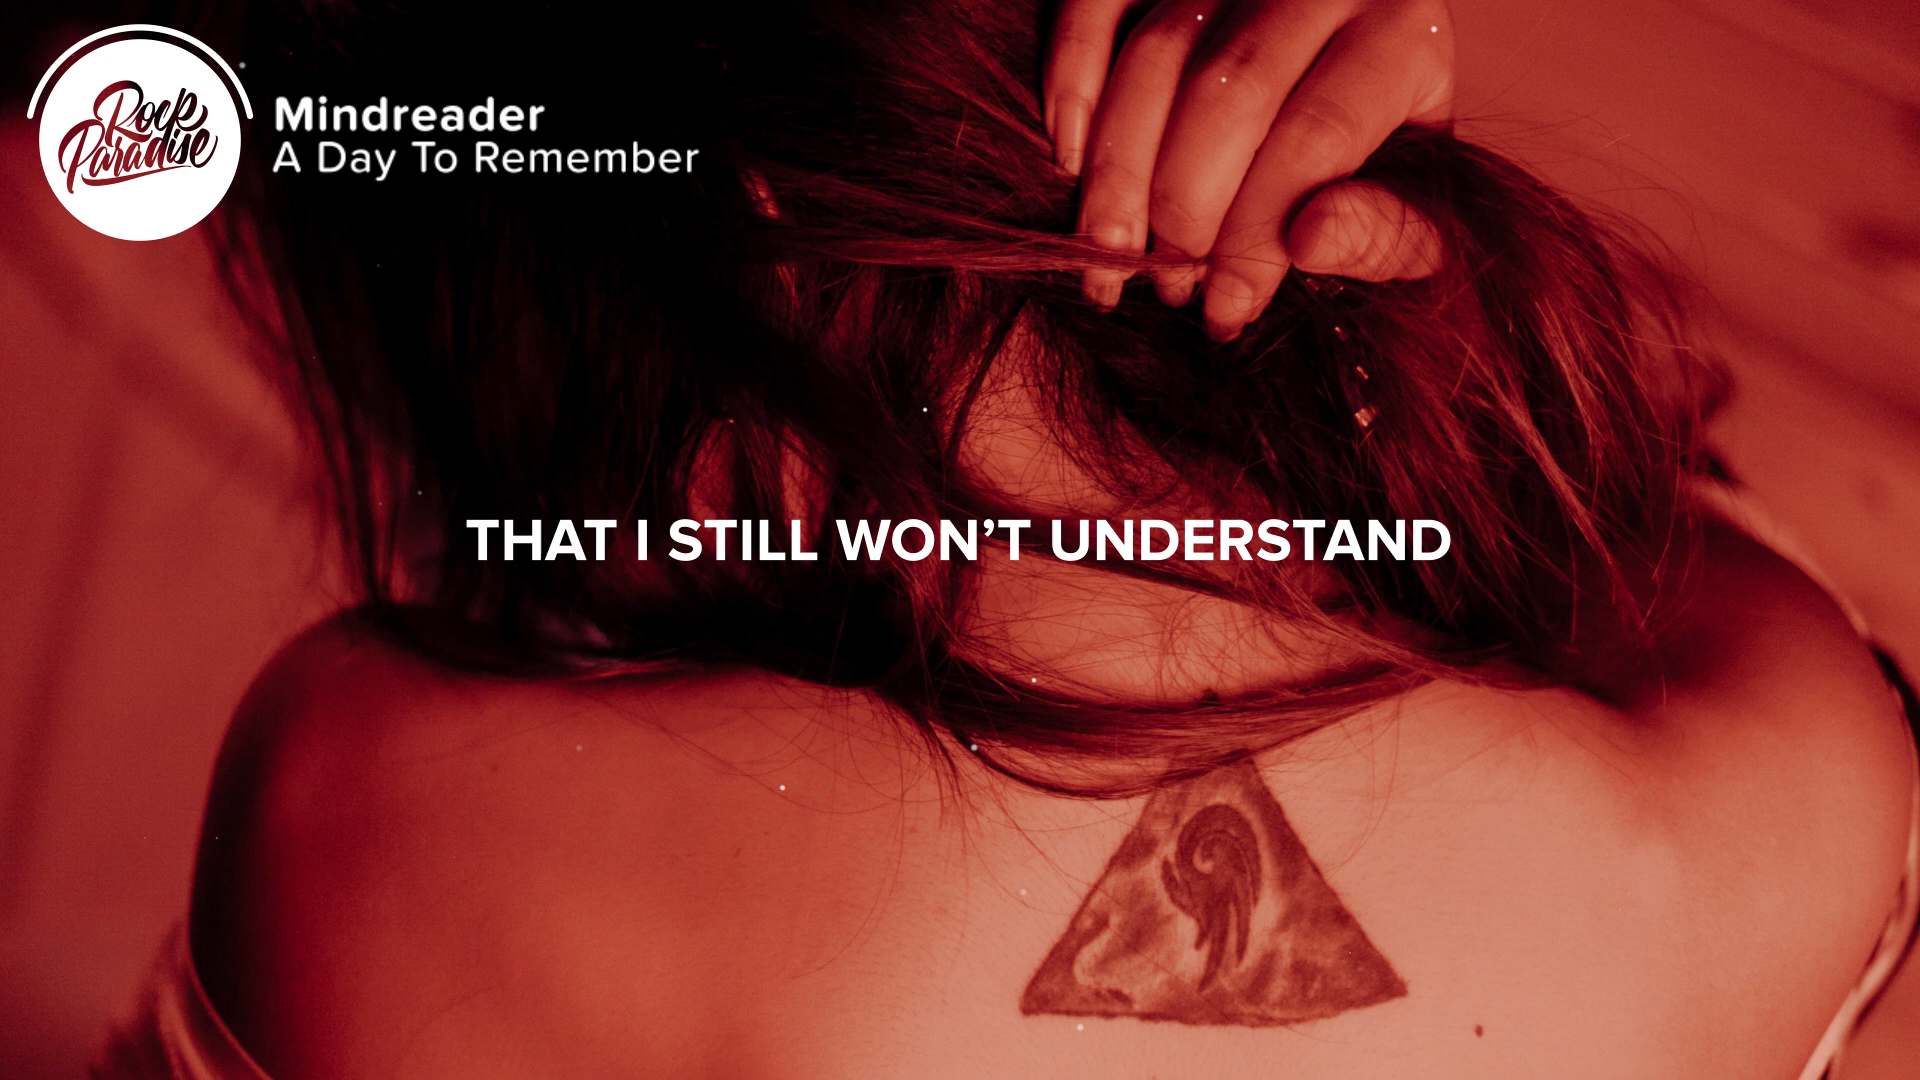 Rock
Paradise
Mindreader
A Day To Remember
THAT I STILL WON’T UNDERSTAND